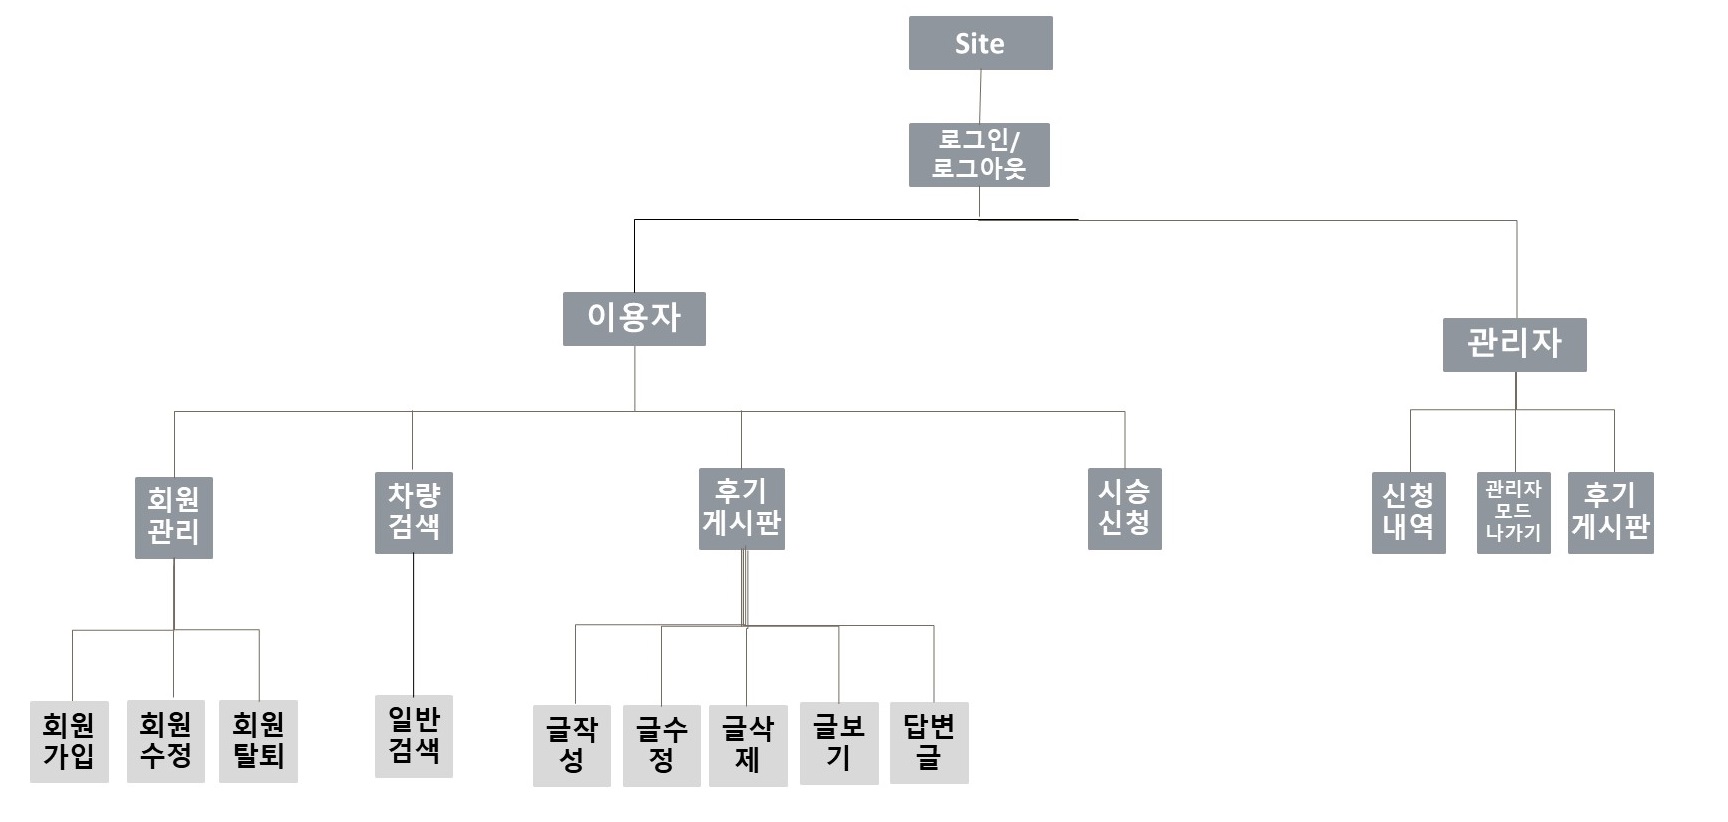 Site
로그인/
로그아웃
이용자
관리자
회원
관리
차량
검색
후기
게시판
시승
신청
신청
내역
관리자
모드
나가기
후기
게시판
회원
가입
회원
수정
회원
탈퇴
일반
검색
글작
성
글수
정
글삭
제
글보
기
답변
글